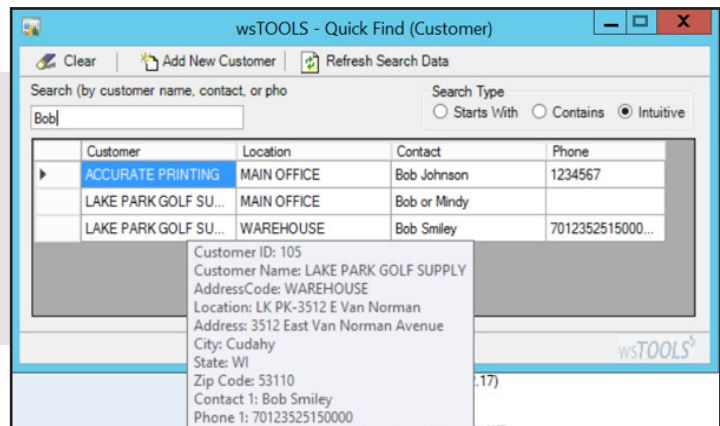 wsTOOLS - Quick Find (Customer)
X
Clear
Add New Customer
Refresh Search Data
Search (by customer name, contact, or pho
Search Type
Bob
Starts With
Contains
Intuitive
Customer Location Contact Phone
ACCURATE PRINTING MAIN OFFICE Bob Johnson 1234567
LAKE PARK GOLF SU... MAIN OFFICE Bob or Mindy
LAKE PARK GOLF SU... WAREHOUSE Bob Smiley 7012352515000...
Customer ID: 105
Customer Name: LAKE PARK GOLF SUPPLY
AddressCode: WAREHOUSE
Location: LK PK-3512 E Van Norman
Address: 3512 East Van Norman Avenue
City: Cudahy
State: WI
Zip Code: 53110
Contact 1: Bob Smiley
Phone 1: 70123525150000
wsTOOLS
.17)